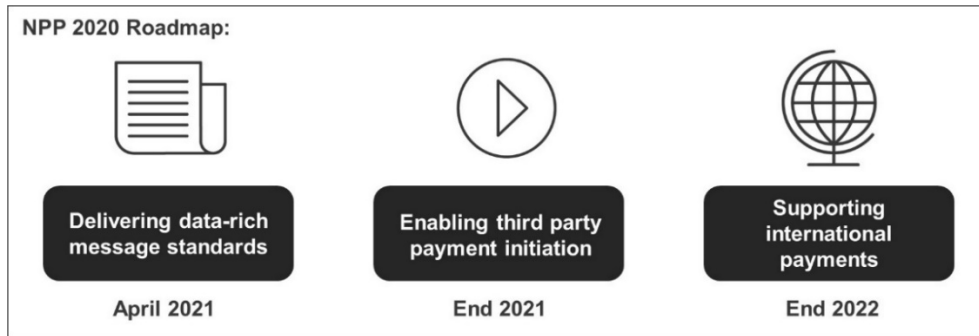 NPP 2020 Roadmap:
Delivering data-rich
message standards
April 2021
Enabling third party
payment initiation
End 2021
Supporting
international
payments
End 2022